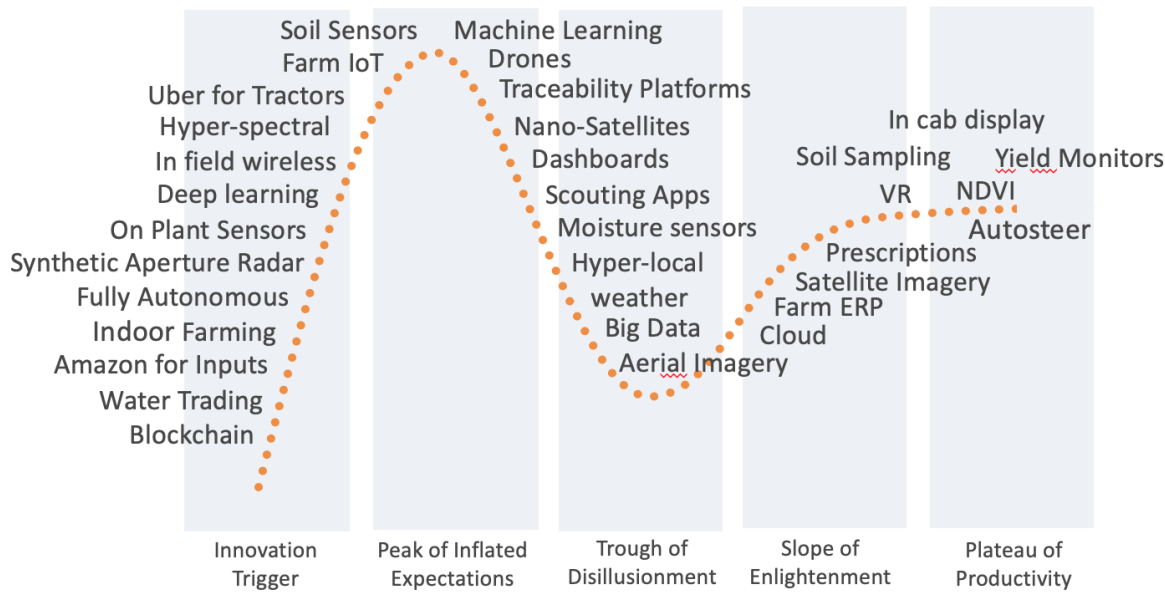 Soil Sensors
Machine Learning
Farm IoT
Drones
Uber for Tractors
Traceability Platforms
Hyper-spectral
Nano-Satellites
In cab display
In field wireless
Dashboards
Soil Sampling
Yield Monitors
Deep learning
Scouting Apps
VR
NDVI
On Plant Sensors
Moisture sensors
Autosteer
Synthetic Aperture Radar
Hyper-local
weather
Prescriptions
Fully Autonomous
Satellite Imagery
Indoor Farming
Big Data
Farm ERP
Amazon for Inputs
Aerial Imagery
Cloud
Water Trading
Blockchain
Innovation
Trigger
Peak of Inflated
Expectations
Trough of
Disillusionment
Slope of
Enlightenment
Plateau of
Productivity